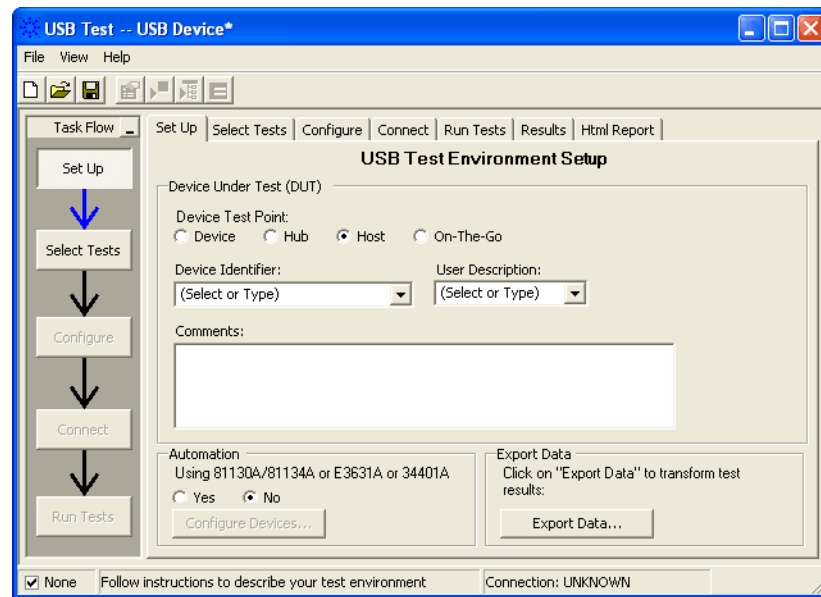 USB Test -- USB Device*
File View Help
Task Flow
Set Up
Select Tests
Configure
Connect
Run Tests
Set Up Select Tests Configure Connect Run Tests Results Html Report
USB Test Environment Setup
Device Under Test (DUT)
Device Test Point:
Device Hub Host On-The-Go
Device Identifier: User Description:
(Select or Type) (Select or Type)
Comments:
Automation
Using 81130A/81134A or E3631A or 34401A
Yes No
Configure Devices...
Export Data
Click on "Export Data" to transform test
results:
Export Data...
None Follow instructions to describe your test environment Connection: UNKNOWN